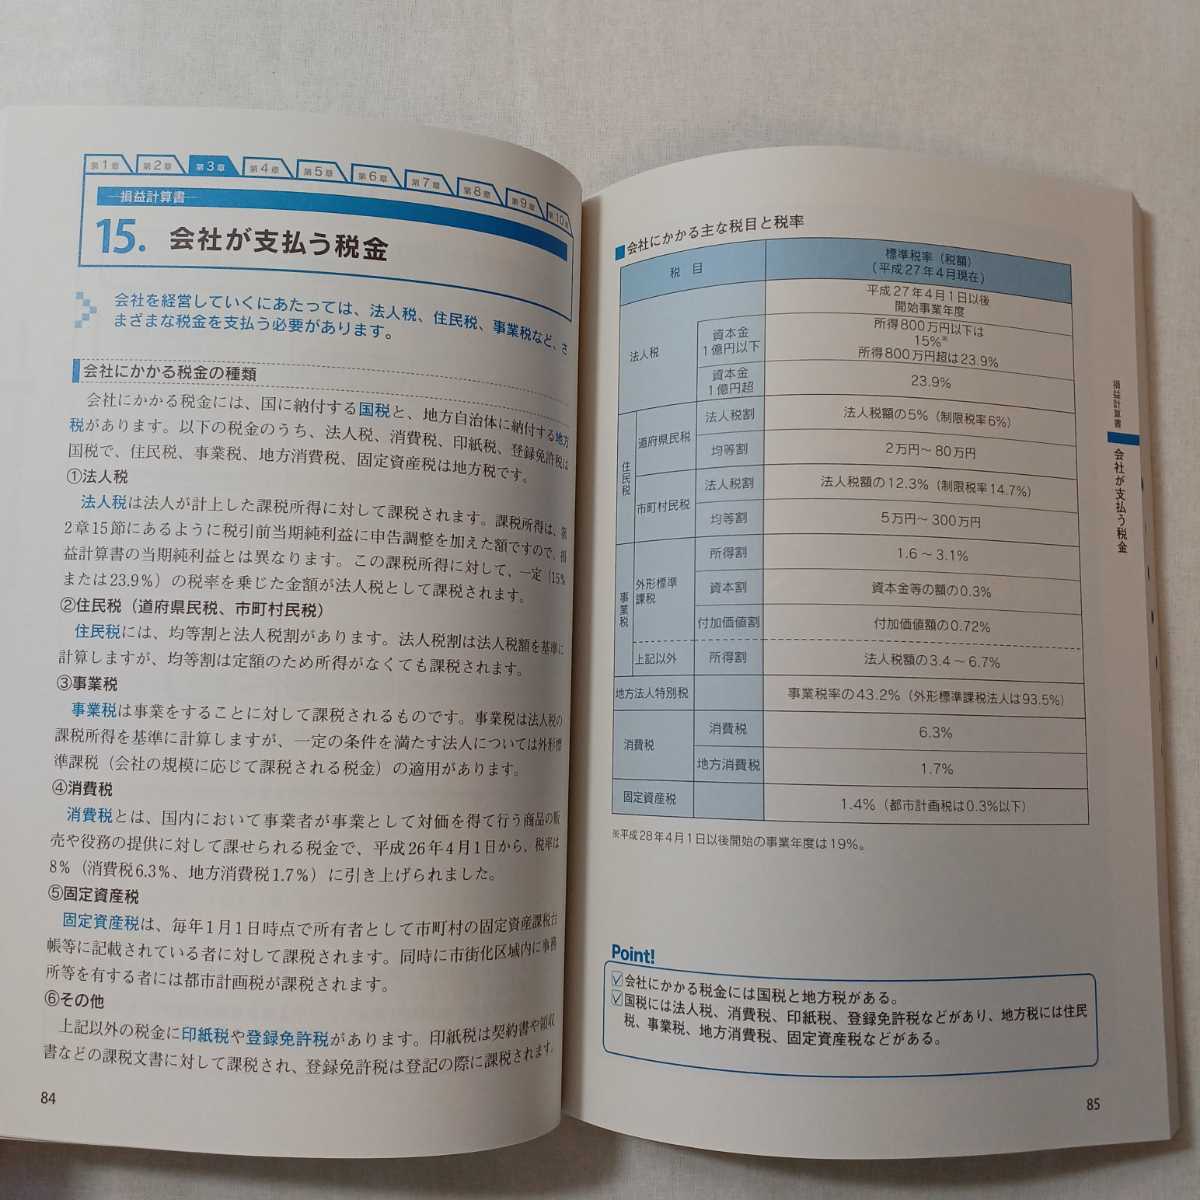 第1章 第2章 第3章 第4章 第5章 第6章 第7章 第8章 第9章 第10章
損益計算書
15. 会社が支払う税金
会社を経営していくにあたっては、法人税、住民税、事業税など、さ
まざまな税金を支払う必要があります。
会社にかかる税金の種類
会社にかかる税金には、国に納付する国税と、地方自治体に納付する地方
税があります。以下の税金のうち、法人税、消費税、印紙税、登録免許税は
国税で、住民税、事業税、地方消費税、固定資産税は地方税です。
①法人税
法人税は法人が計上した課税所得に対して課税されます。課税所得は、第
2章15節にあるように税引前当期純利益に申告調整を加えた額ですので、損
益計算書の当期純利益とは異なります。この課税所得に対して、一定（15%
または23.9%）の税率を乗じた金額が法人税として課税されます。
②住民税（道府県民税、市町村民税）
住民税には、均等割と法人税割があります。法人税割は法人税額を基準に
計算しますが、均等割は定額のため所得がなくても課税されます。
③事業税
事業税は事業をすることに対して課税されるものです。事業税は法人税の
課税所得を基準に計算しますが、一定の条件を満たす法人については外形標
準課税（会社の規模に応じて課税される税金）の適用があります。
④消費税
消費税とは、国内において事業者が事業として対価を得て行う商品の販
売や役務の提供に対して課せられる税金で、平成26年4月1日から、税率は
8%（消費税6.3%、地方消費税1.7%）に引き上げられました。
⑤固定資産税
固定資産税は、毎年1月1日時点で所有者として市町村の固定資産課税台
帳等に記載されている者に対して課税されます。同時に市街化区域内に事務
所等を有する者には都市計画税が課税されます。
⑥その他
上記以外の税金に印紙税や登録免許税があります。印紙税は契約書や領収
書などの課税文書に対して課税され、登録免許税は登記の際に課税されます。
84
■会社にかかる主な税目と税率
税 目
標準税率（税額）
（平成27年4月現在）
平成27年4月1日以後
開始事業年度
法人税
資本金
1億円以下
所得800万円以下は
15%※
所得800万円超は23.9%
資本金
1億円超
23.9%
住民税
道府県民税
法人税割 法人税額の5%（制限税率6%）
均等割 2万円～80万円
市町村民税
法人税割 法人税額の12.3%（制限税率14.7%）
均等割 5万円～300万円
事業税
外形標準
課税
所得割 1.6～3.1%
資本割 資本金等の額の0.3%
付加価値割 付加価値額の0.72%
上記以外 所得割 法人税額の3.4～6.7%
地方法人特別税 事業税率の43.2%（外形標準課税法人は93.5%）
消費税
消費税 6.3%
地方消費税 1.7%
固定資産税 1.4%（都市計画税は0.3%以下）
※平成28年4月1日以後開始の事業年度は19%。
Point!
会社にかかる税金には国税と地方税がある。
国税には法人税、消費税、印紙税、登録免許税などがあり、地方税には住民
税、事業税、地方消費税、固定資産税などがある。
損益計算書
会社が支払う税金
85